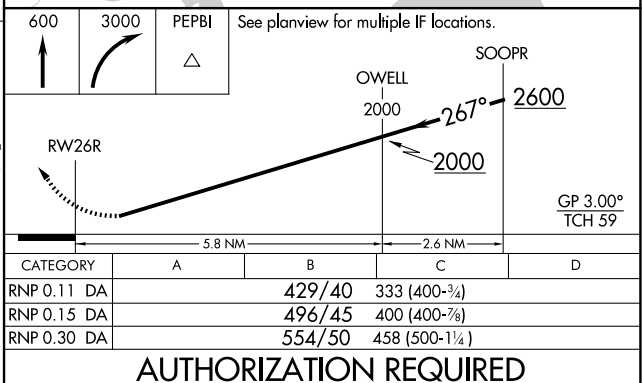 600 3000 PEPBI See planview for multiple IF locations.
SOOPR
OWELL
2000 267° 2600
RW26R
2000
GP 3.00°
TCH 59
5.8 NM 2.6 NM
CATEGORY A B C D
RNP 0.11 DA 429/40 333 (400-¾)
RNP 0.15 DA 496/45 400 (400-⅞)
RNP 0.30 DA 554/50 458 (500-1¼)
AUTHORIZATION REQUIRED